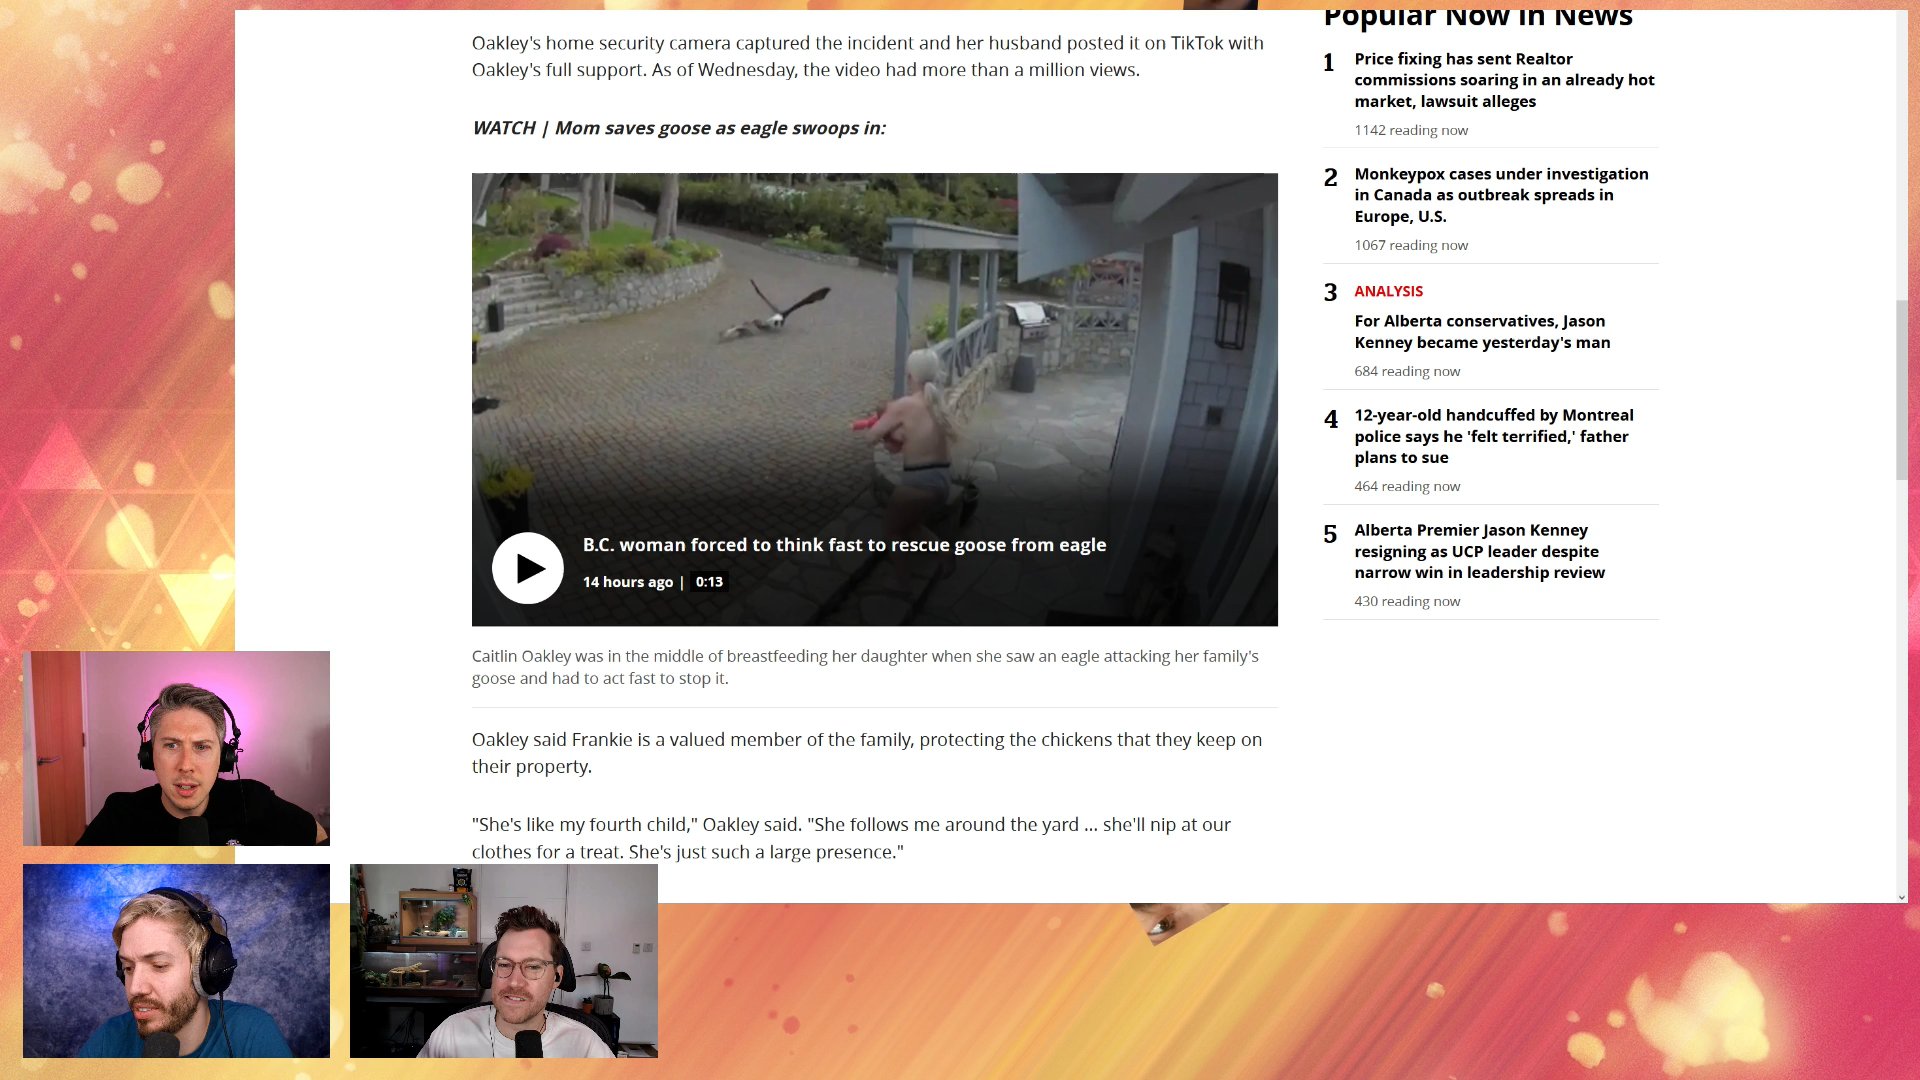 Oakley's home security camera captured the incident and her husband posted it on TikTok with
Oakley's full support. As of Wednesday, the video had more than a million views.
WATCH | Mom saves goose as eagle swoops in:
B.C. woman forced to think fast to rescue goose from eagle
14 hours ago | 0:13
Caitlin Oakley was in the middle of breastfeeding her daughter when she saw an eagle attacking her family's
goose and had to act fast to stop it.
Oakley said Frankie is a valued member of the family, protecting the chickens that they keep on
their property.
"She's like my fourth child," Oakley said. "She follows me around the yard ... she'll nip at our
clothes for a treat. She's just such a large presence."
Popular Now in News
1 Price fixing has sent Realtor
commissions soaring in an already hot
market, lawsuit alleges
1142 reading now
2 Monkeypox cases under investigation
in Canada as outbreak spreads in
Europe, U.S.
1067 reading now
3 ANALYSIS
For Alberta conservatives, Jason
Kenney became yesterday's man
684 reading now
4 12-year-old handcuffed by Montreal
police says he 'felt terrified,' father
plans to sue
464 reading now
5 Alberta Premier Jason Kenney
resigning as UCP leader despite
narrow win in leadership review
430 reading now